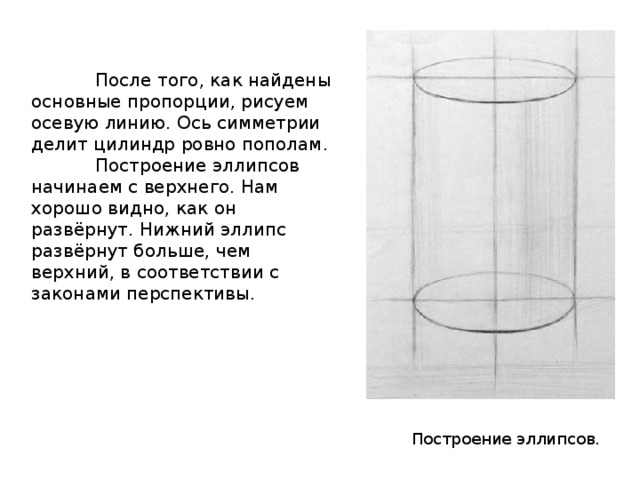 После того, как найдены
основные пропорции, рисуем
осевую линию. Ось симметрии
делит цилиндр ровно пополам.
Построение эллипсов
начинаем с верхнего. Нам
хорошо видно, как он
развёрнут. Нижний эллипс
развёрнут больше, чем
верхний, в соответствии с
законами перспективы.
Построение эллипсов.